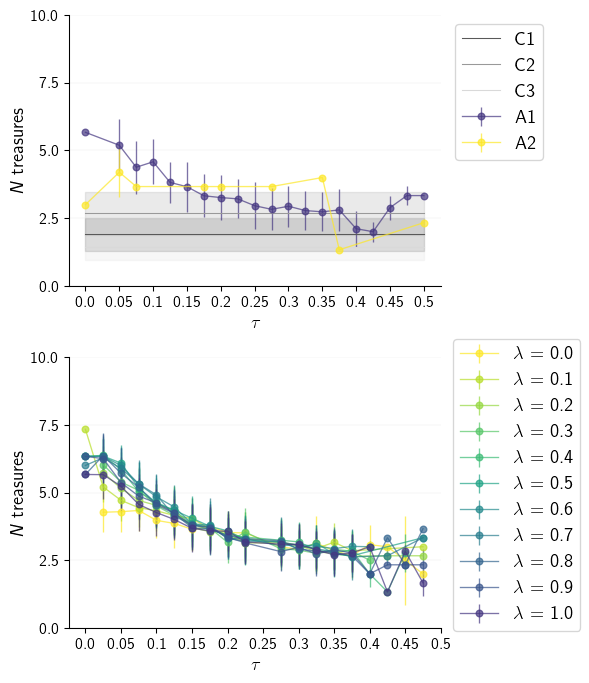 10.0
7.5
5.0
2.5
0.0
N treasures
0.0 0.05 0.1 0.15 0.2 0.25 0.3 0.35 0.4 0.45 0.5
τ
C1
C2
C3
A1
A2
10.0
7.5
5.0
2.5
0.0
N treasures
0.0 0.05 0.1 0.15 0.2 0.25 0.3 0.35 0.4 0.45 0.5
τ
λ = 0.0
λ = 0.1
λ = 0.2
λ = 0.3
λ = 0.4
λ = 0.5
λ = 0.6
λ = 0.7
λ = 0.8
λ = 0.9
λ = 1.0